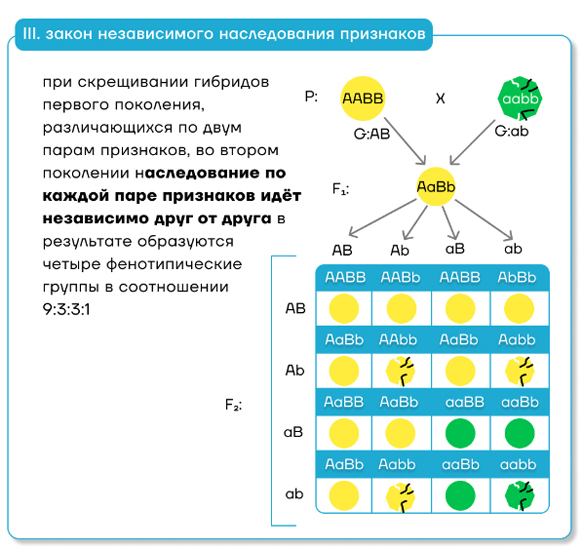 III. закон независимого наследования признаков
при скрещивании гибридов
первого поколения,
различающихся по двум
парам признаков, во втором
поколении наследование по
каждой паре признаков идёт
независимо друг от друга в
результате образуются
четыре фенотипические
группы в соотношении
9:3:3:1
P: AABB X aabb
G:AB G:ab
F₁: AaBb
AB Ab aB ab
F₂:
AABB AABb AABB AbBb
AB
AaBb AAbb AaBb Aabb
Ab
AaBB AaBb aaBB aaBb
aB
AaBb Aabb aaBb aabb
ab